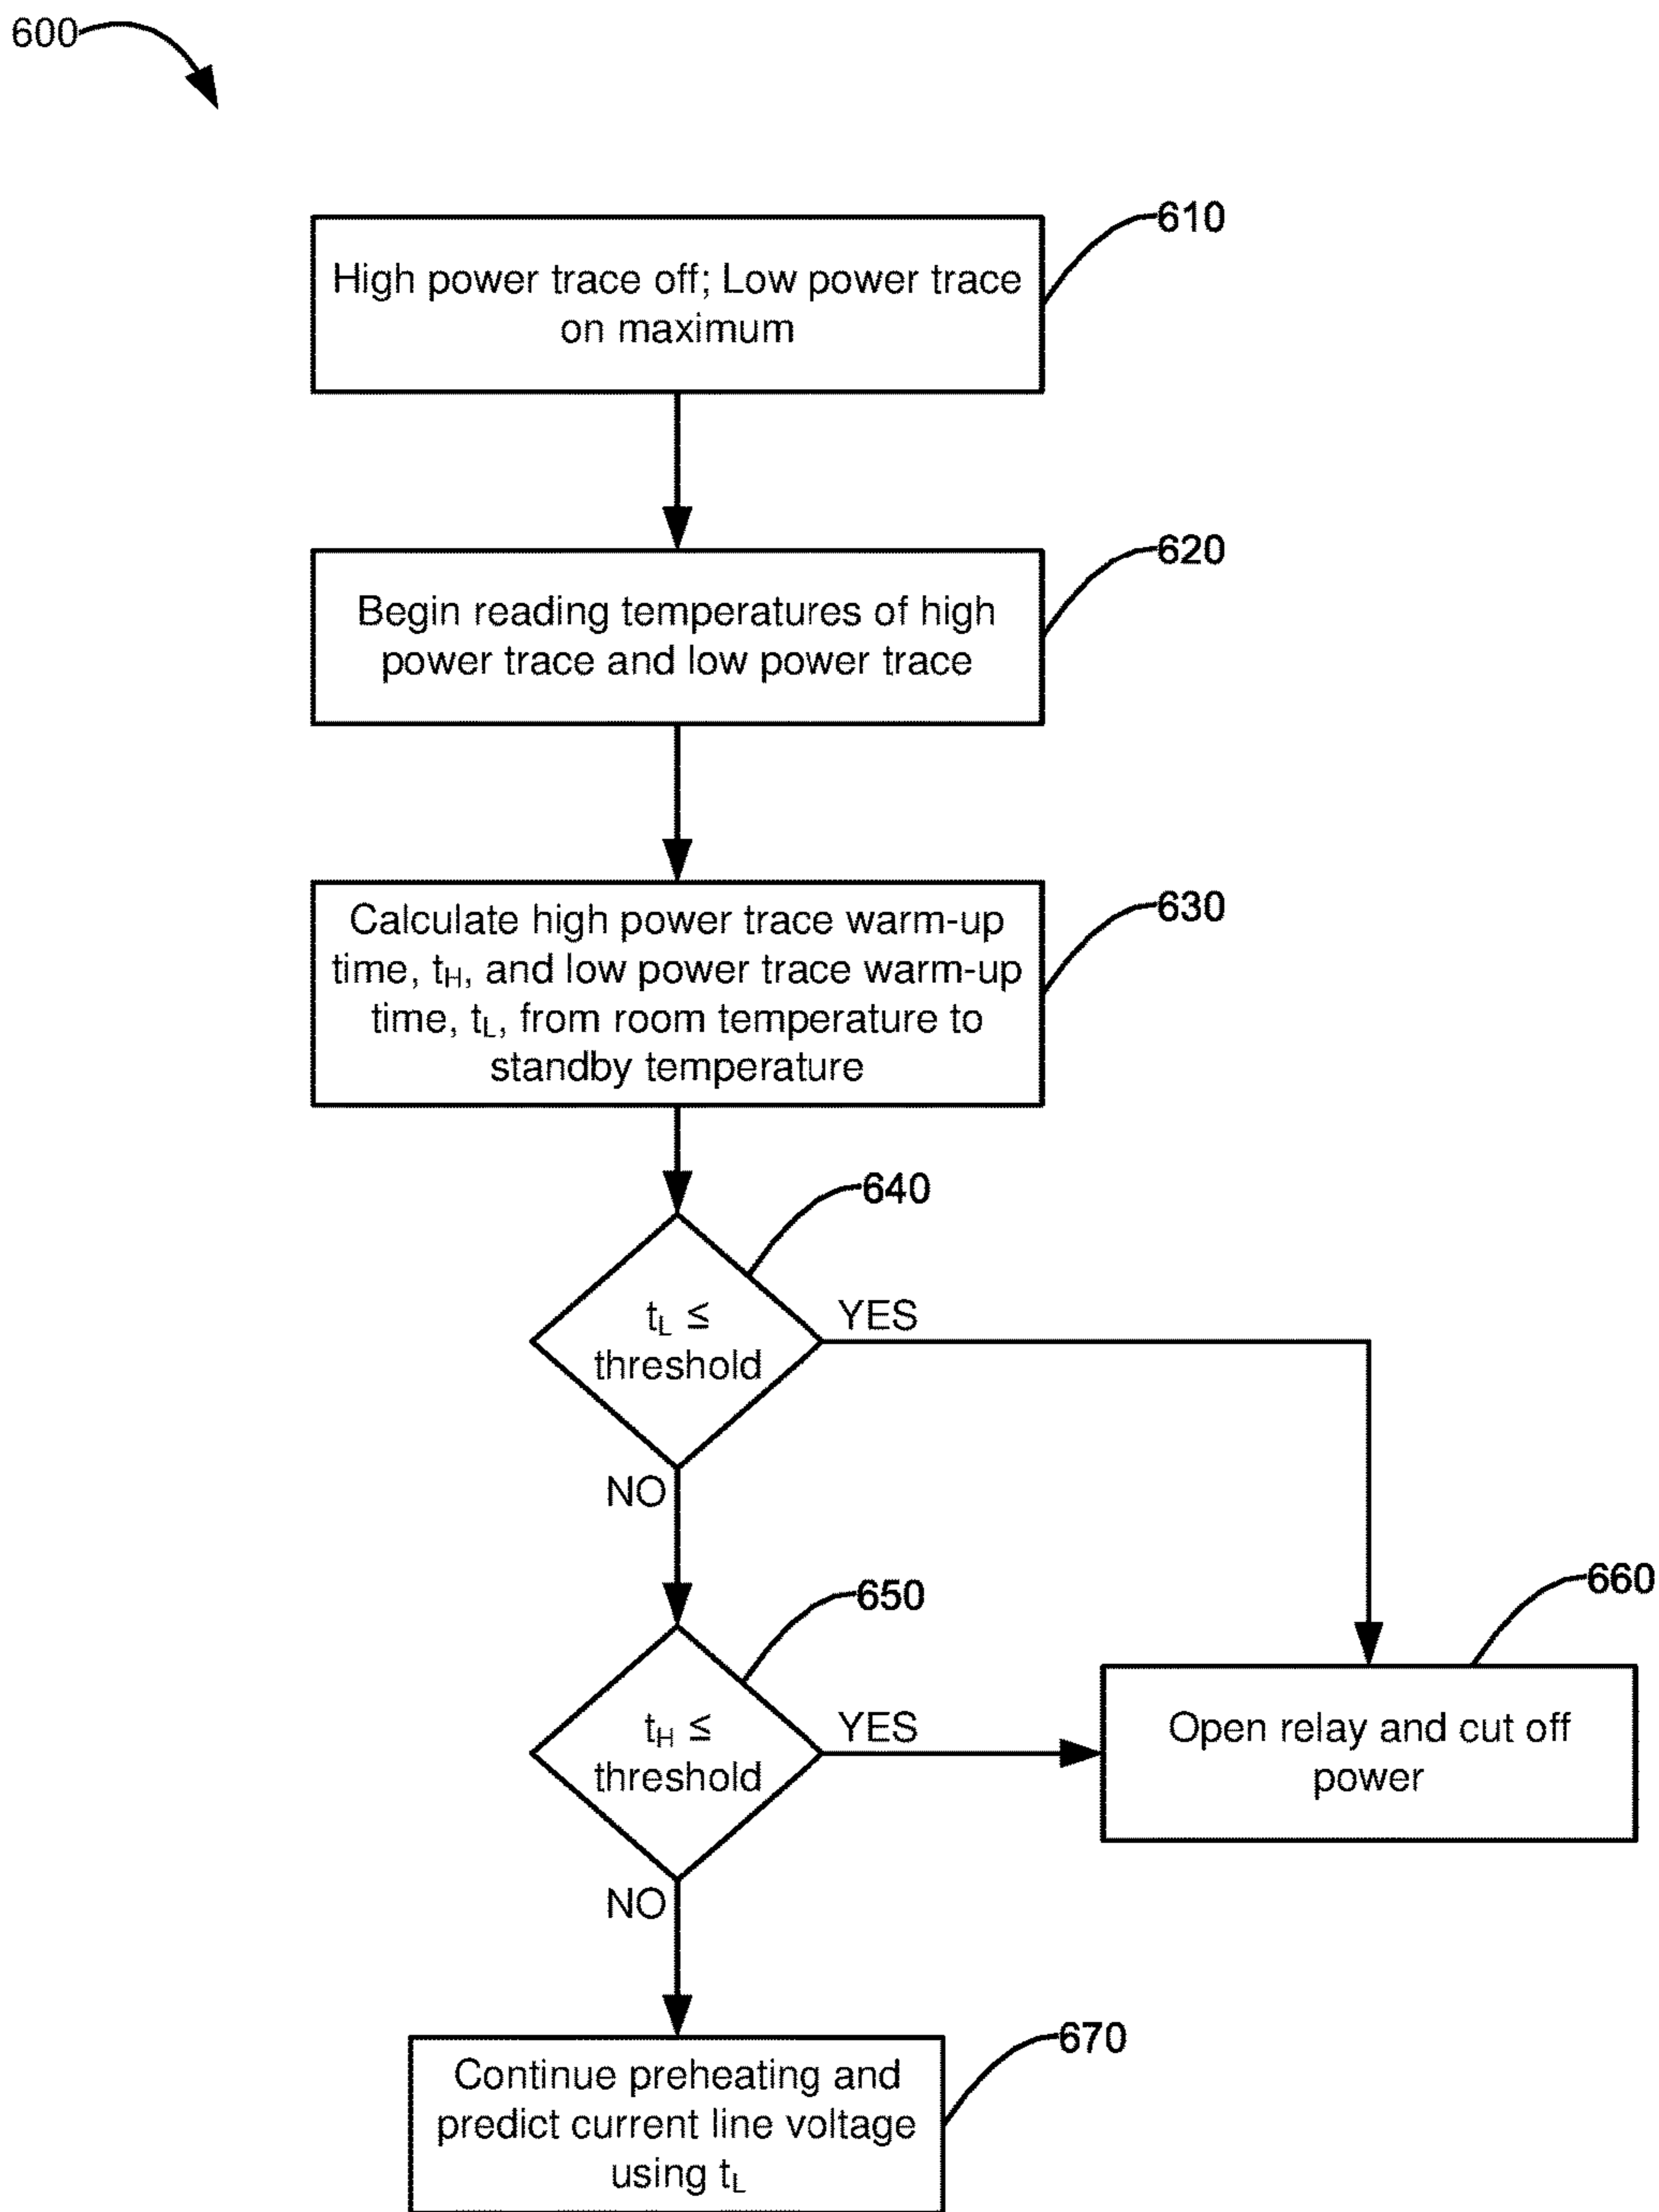 600
610
High power trace off; Low power trace
on maximum
620
Begin reading temperatures of high
power trace and low power trace
630
Calculate high power trace warm-up
time, tH, and low power trace warm-up
time, tL, from room temperature to
standby temperature
640
tL ≤
threshold
YES
NO
650
tH ≤
threshold
YES
660
Open relay and cut off
power
NO
670
Continue preheating and
predict current line voltage
using tL